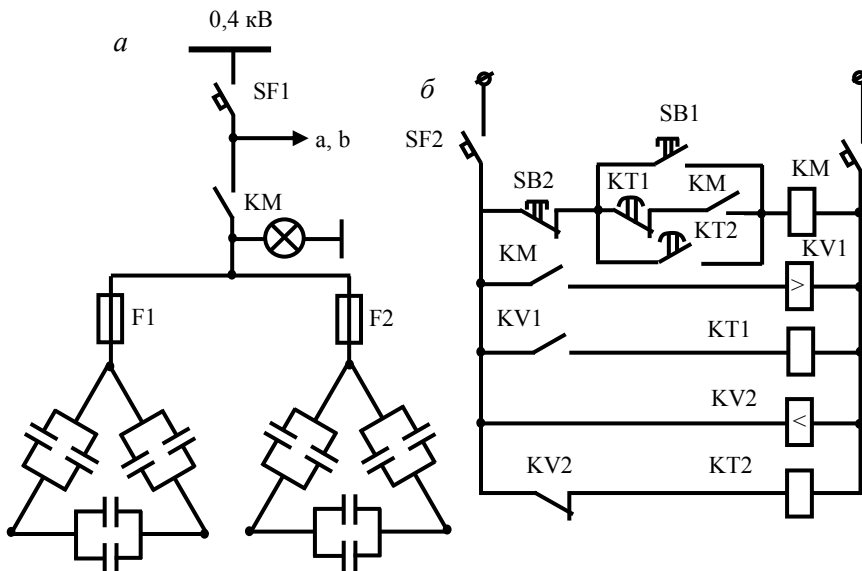 а
0,4 кВ
SF1
a, b
KM
F1
F2
б
SF2
SB1
SB2
KT1
KM
KM
KT2
KV1
KM
>
KV1
KT1
KV2
<
KV2
KT2